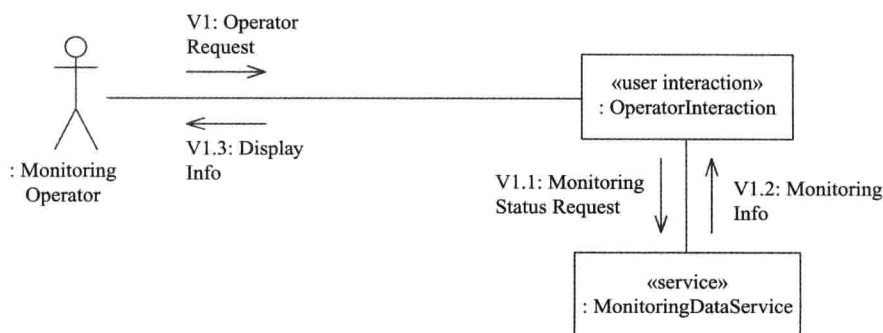 V1: Operator
Request
«user interaction»
: OperatorInteraction
V1.3: Display
Info
: Monitoring
Operator
V1.1: Monitoring
Status Request
V1.2: Monitoring
Info
«service»
: MonitoringDataService